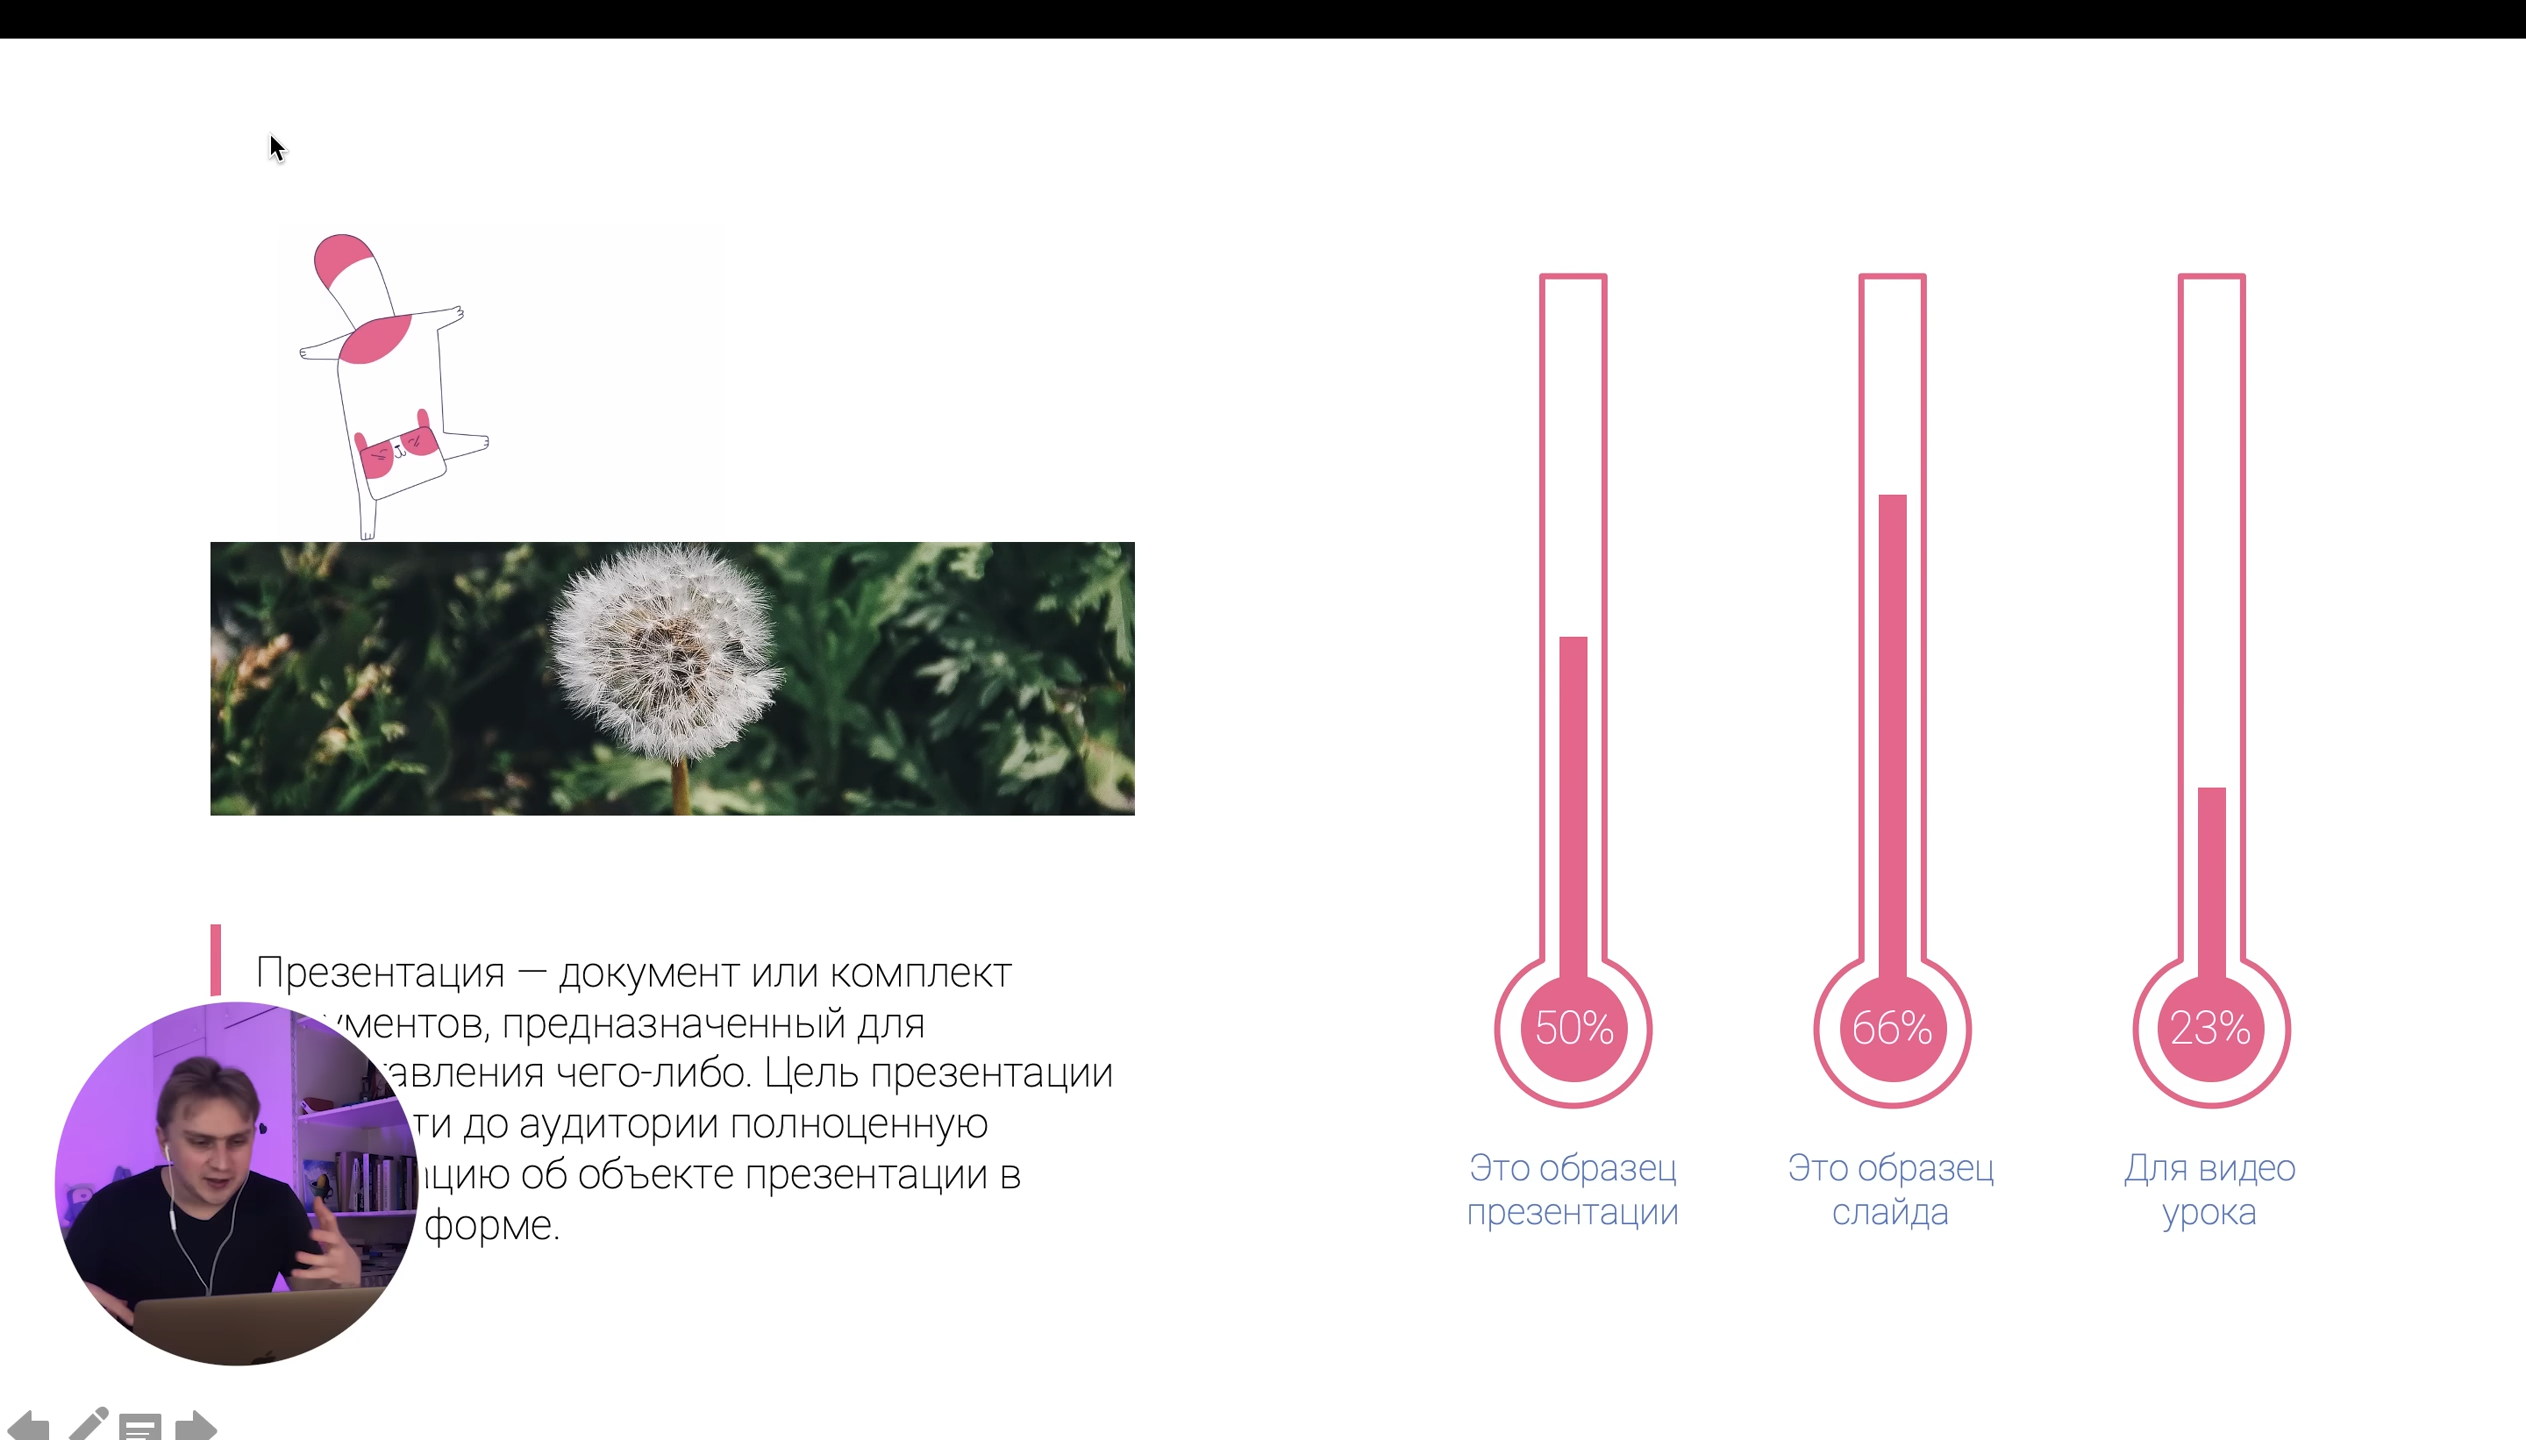 Презентация — документ или комплект
ументов, предназначенный для
авления чего-либо. Цель презентации
ти до аудитории полноценную
цию об объекте презентации в
форме.
50%
66%
23%
Это образец
презентации
Это образец
слайда
Для видео
урока